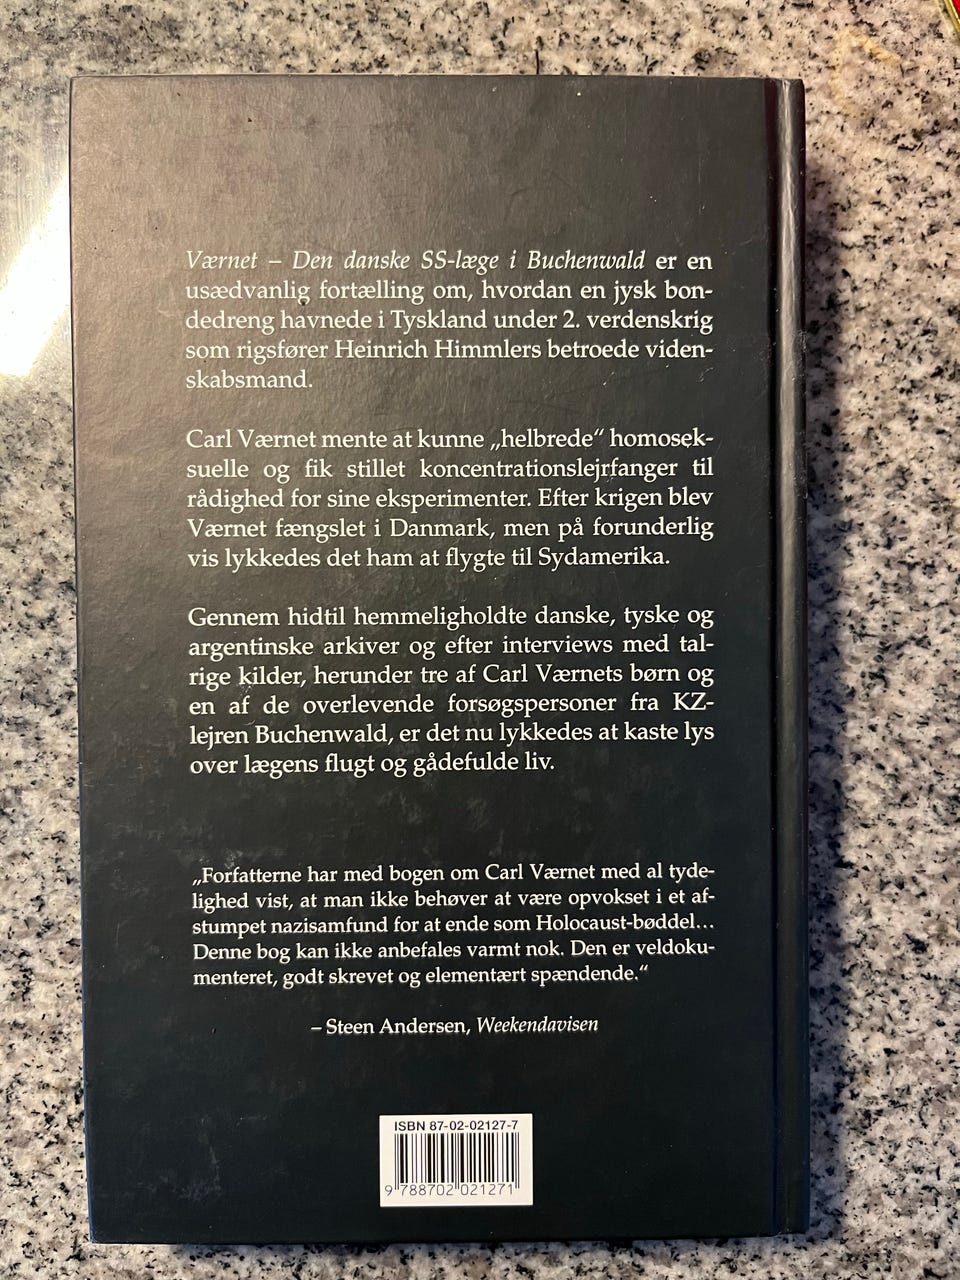 Værnet – Den danske SS-læge i Buchenwald er en
usædvanlig fortælling om, hvordan en jysk bon-
dedreng havnede i Tyskland under 2. verdenskrig
som rigsfører Heinrich Himmlers betroede viden-
skabsmand.
Carl Værnet mente at kunne „helbrede“ homosek-
suelle og fik stillet koncentrationslejrfanger til
rådighed for sine eksperimenter. Efter krigen blev
Værnet fængslet i Danmark, men på forunderlig
vis lykkedes det ham at flygte til Sydamerika.
Gennem hidtil hemmeligholdte danske, tyske og
argentinske arkiver og efter interviews med tal-
rige kilder, herunder tre af Carl Værnets børn og
en af de overlevende forsøgspersoner fra KZ-
lejren Buchenwald, er det nu lykkedes at kaste lys
over lægens flugt og gådefulde liv.
„Forfatterne har med bogen om Carl Værnet med al tyde-
lighed vist, at man ikke behøver at være opvokset i et af-
stumpet nazisamfund for at ende som Holocaust-bøddel...
Denne bog kan ikke anbefales varmt nok. Den er veldoku-
menteret, godt skrevet og elementært spændende.“
– Steen Andersen, Weekendavisen
ISBN 87-02-02127-7
9 788702 021271